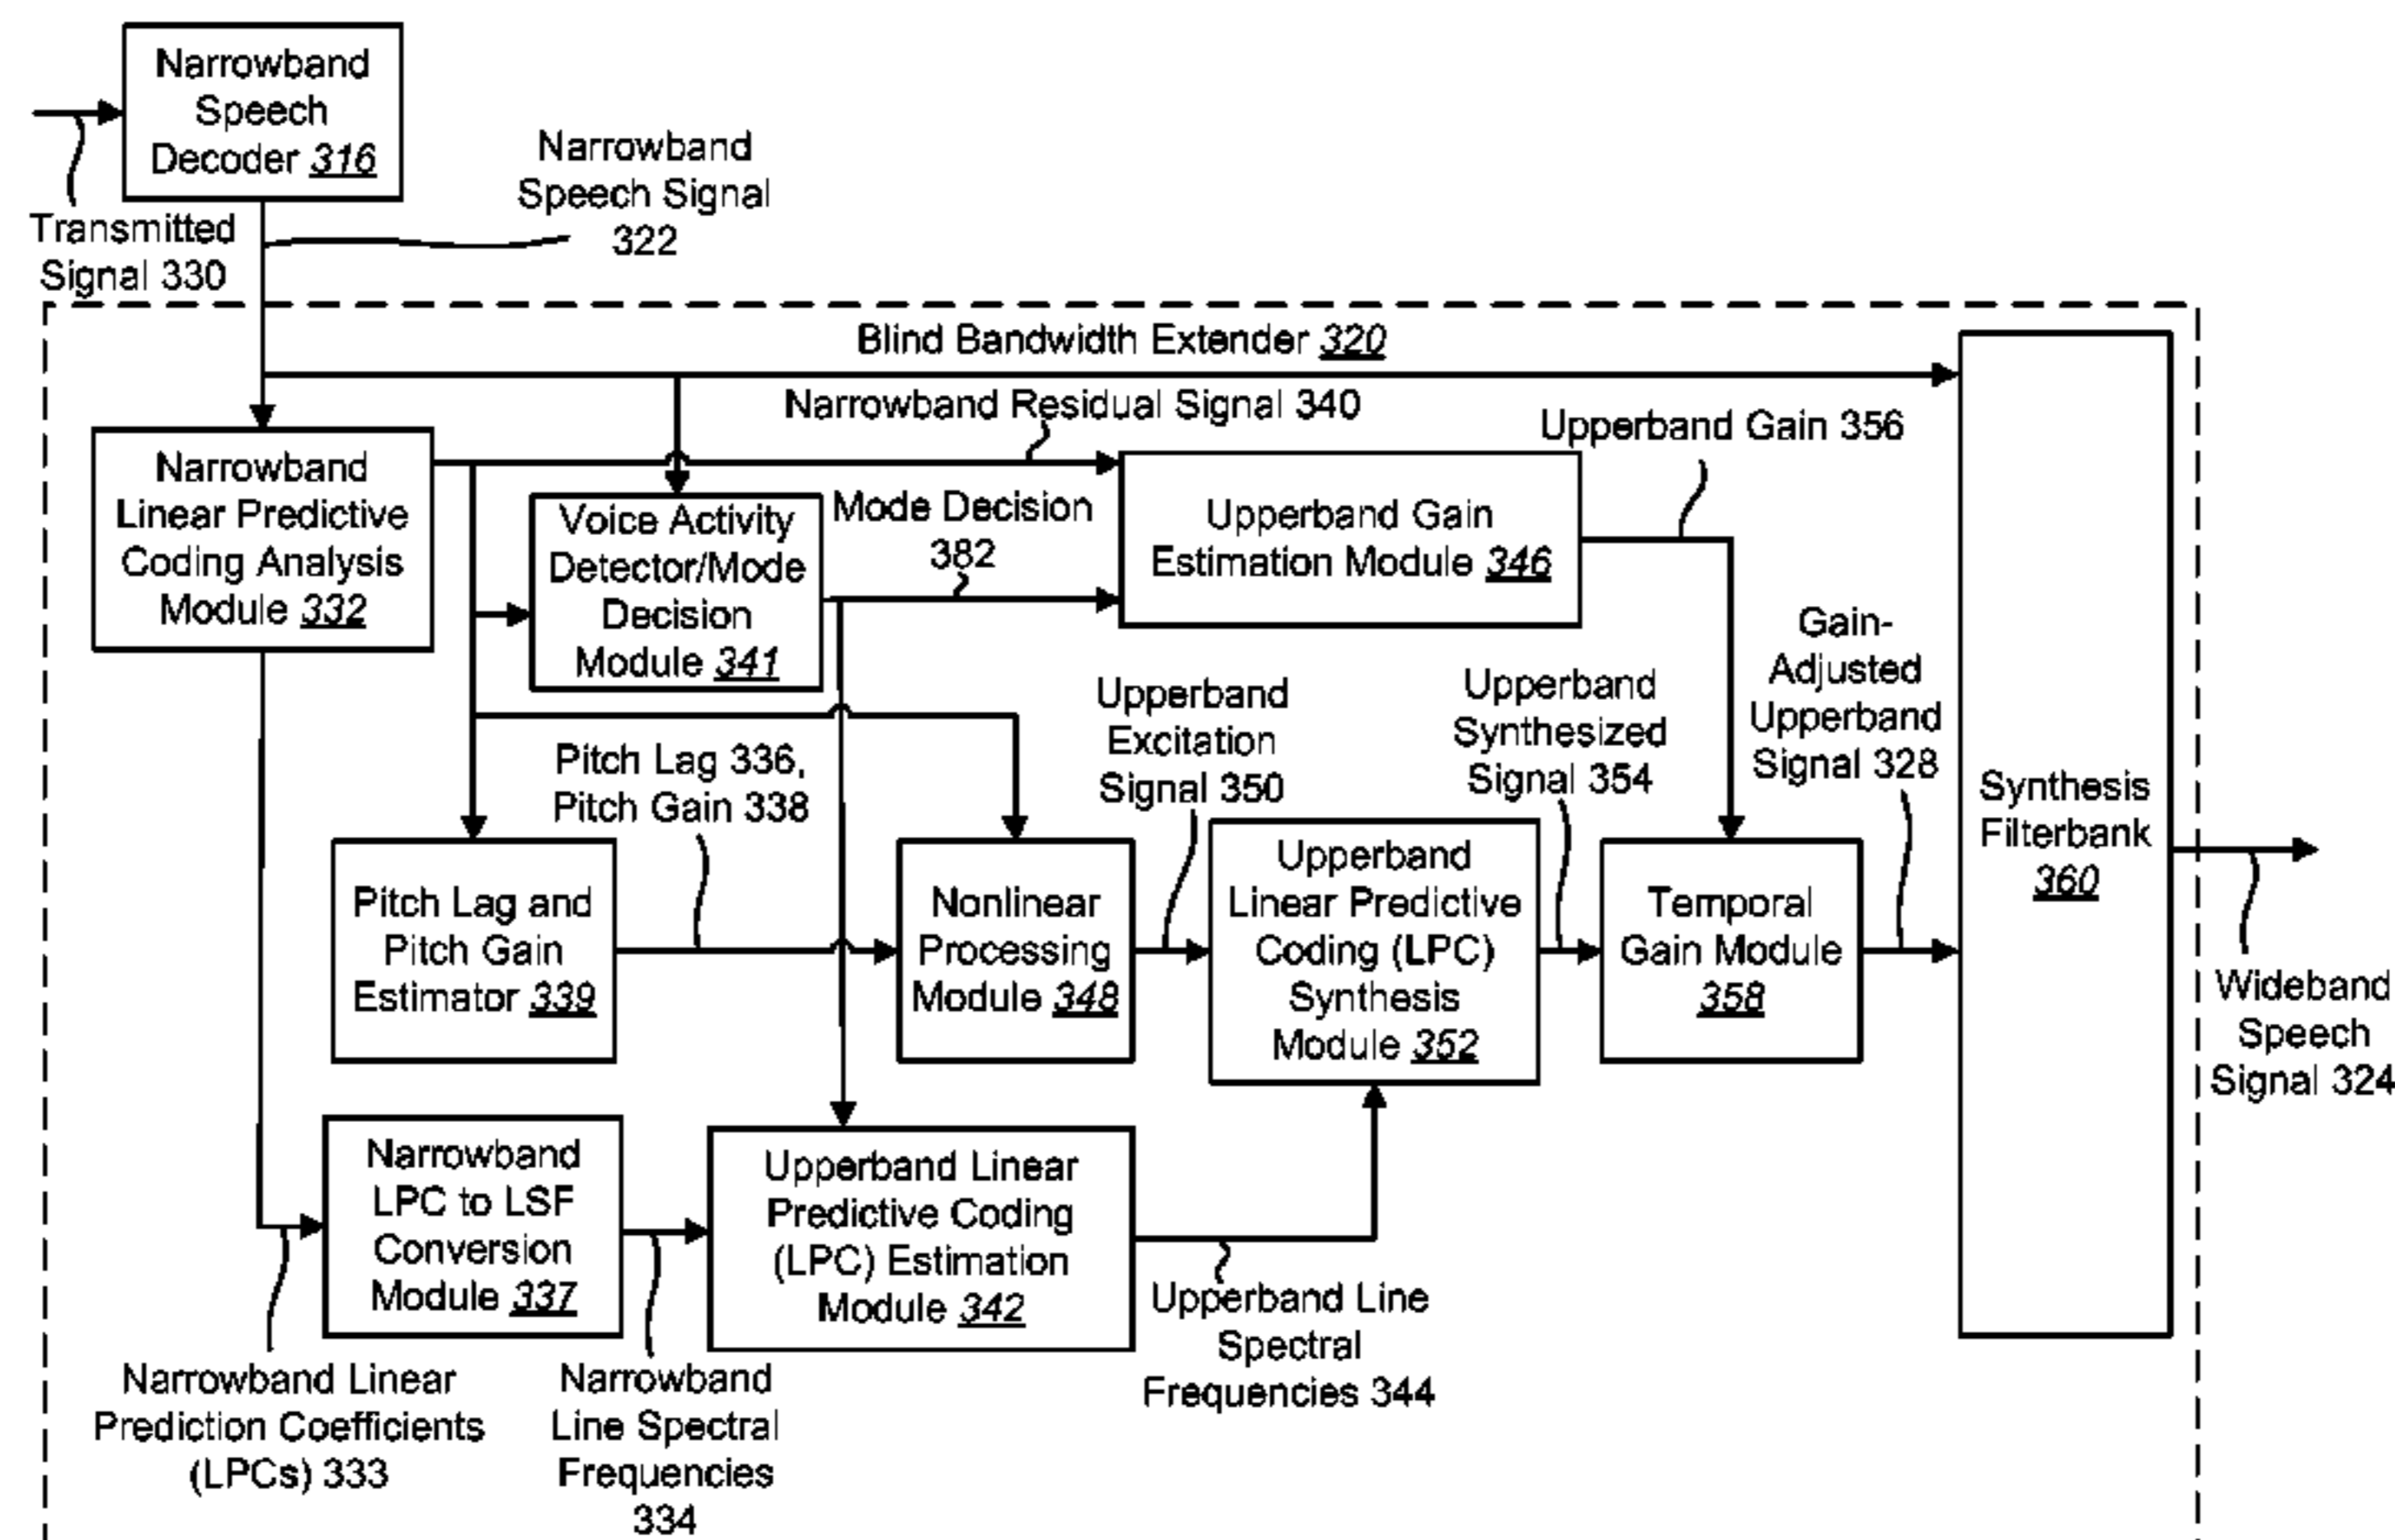 Narrowband
Speech
Decoder 316
Transmitted
Signal 330
Narrowband
Speech Signal
322
Blind Bandwidth Extender 320
Narrowband Residual Signal 340
Upperband Gain 356
Narrowband
Linear Predictive
Coding Analysis
Module 332
Voice Activity
Detector/Mode
Decision
Module 341
Mode Decision
382
Upperband Gain
Estimation Module 346
Gain-
Adjusted
Upperband
Signal 328
Pitch Lag 336,
Pitch Gain 338
Upperband
Excitation
Signal 350
Upperband
Synthesized
Signal 354
Synthesis
Filterbank
360
Pitch Lag and
Pitch Gain
Estimator 339
Nonlinear
Processing
Module 348
Upperband
Linear Predictive
Coding (LPC)
Synthesis
Module 352
Temporal
Gain Module
358
Wideband
Speech
Signal 324
Narrowband
LPC to LSF
Conversion
Module 337
Upperband Linear
Predictive Coding
(LPC) Estimation
Module 342
Upperband Line
Spectral
Frequencies 344
Narrowband Linear
Prediction Coefficients
(LPCs) 333
Narrowband
Line Spectral
Frequencies
334